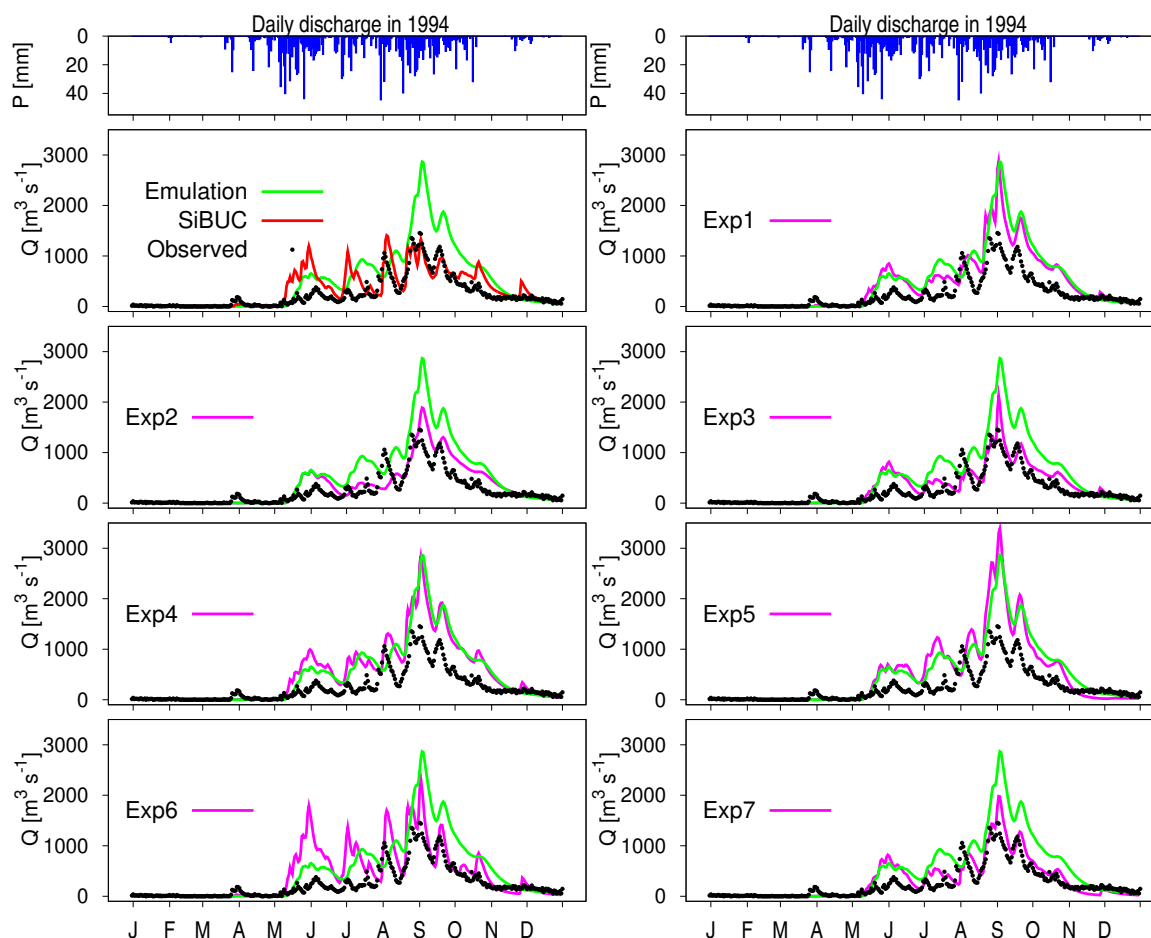 Daily discharge in 1994
Daily discharge in 1994
P [mm]
0
20
40
P [mm]
0
20
40
Q [m³ s⁻¹]
3000
2000
1000
0
Emulation
SiBUC
Observed
Q [m³ s⁻¹]
3000
2000
1000
0
Exp1
Q [m³ s⁻¹]
3000
2000
1000
0
Exp2
Q [m³ s⁻¹]
3000
2000
1000
0
Exp3
Q [m³ s⁻¹]
3000
2000
1000
0
Exp4
Q [m³ s⁻¹]
3000
2000
1000
0
Exp5
Q [m³ s⁻¹]
3000
2000
1000
0
Exp6
Q [m³ s⁻¹]
3000
2000
1000
0
Exp7
J F M A M J J A S O N D
J F M A M J J A S O N D